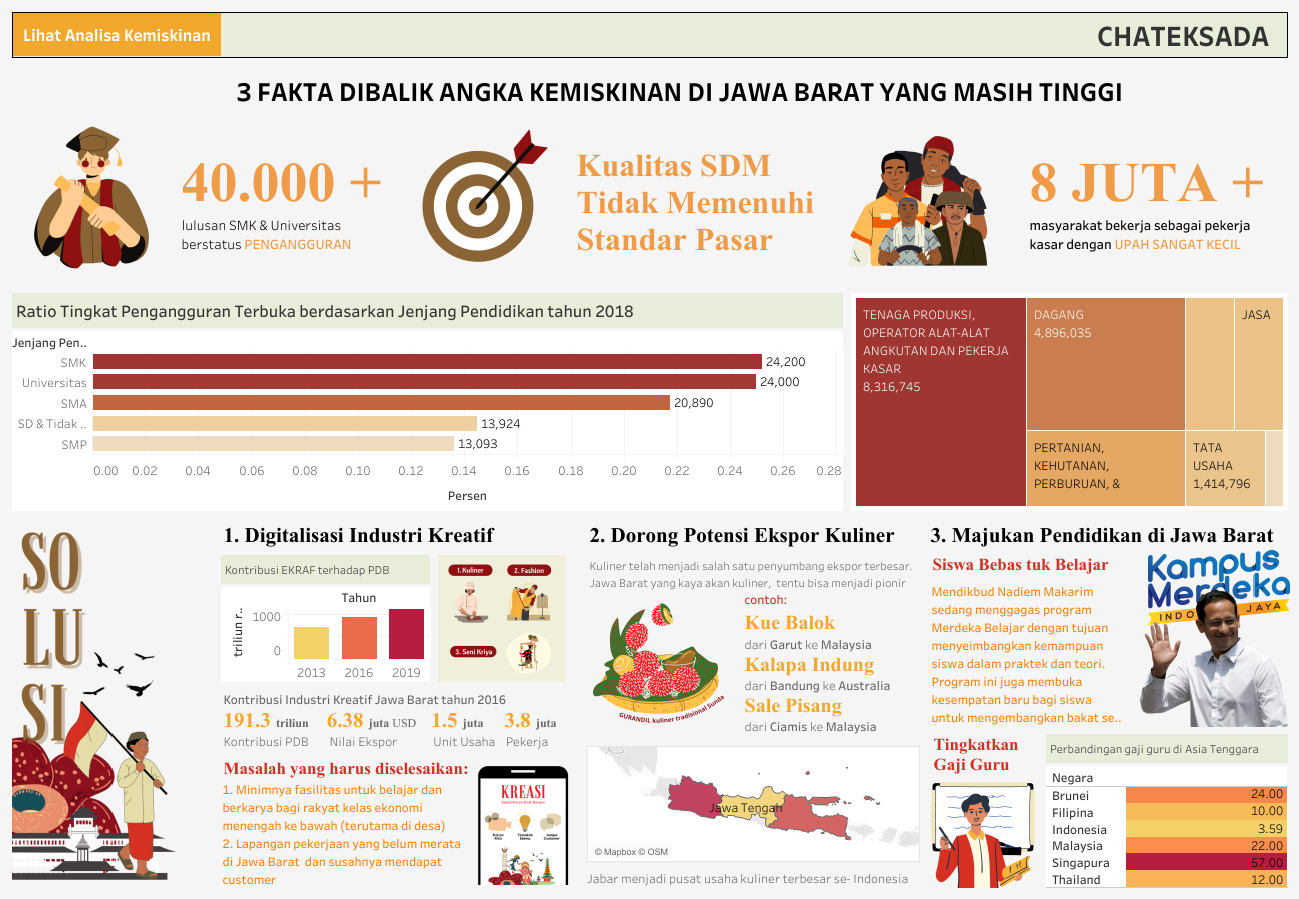 Lihat Analisa Kemiskinan
CHATEKSADA
3 FAKTA DIBALIK ANGKA KEMISKINAN DI JAWA BARAT YANG MASIH TINGGI
40.000 +
lulusan SMK & Universitas
berstatus PENGANGGURAN
Kualitas SDM
Tidak Memenuhi
Standar Pasar
8 JUTA +
masyarakat bekerja sebagai pekerja
kasar dengan UPAH SANGAT KECIL
Ratio Tingkat Pengangguran Terbuka berdasarkan Jenjang Pendidikan tahun 2018
Jenjang Pen..
SMK 24,200
Universitas 24,000
SMA 20,890
SD & Tidak .. 13,924
SMP 13,093
0.00 0.02 0.04 0.06 0.08 0.10 0.12 0.14 0.16 0.18 0.20 0.22 0.24 0.26 0.28
Persen
TENAGA PRODUKSI,
OPERATOR ALAT-ALAT
ANGKUTAN DAN PEKERJA
KASAR
8,316,745
DAGANG
4,896,035
JASA
PERTANIAN,
KEHUTANAN,
PERBURUAN, &
TATA
USAHA
1,414,796
SO
LU
SI
1. Digitalisasi Industri Kreatif
Kontribusi EKRAF terhadap PDB
Tahun
triliun r..
1000
0
2013 2016 2019
1. Kuliner
2. Fashion
3. Seni Kriya
Kontribusi Industri Kreatif Jawa Barat tahun 2016
191.3 triliun 6.38 juta USD 1.5 juta 3.8 juta
Kontribusi PDB Nilai Ekspor Unit Usaha Pekerja
Masalah yang harus diselesaikan:
1. Minimnya fasilitas untuk belajar dan
berkarya bagi rakyat kelas ekonomi
menengah ke bawah (terutama di desa)
2. Lapangan pekerjaan yang belum merata
di Jawa Barat dan susahnya mendapat
customer
KREASI
2. Dorong Potensi Ekspor Kuliner
Kuliner telah menjadi salah satu penyumbang ekspor terbesar.
Jawa Barat yang kaya akan kuliner, tentu bisa menjadi pionir
contoh:
Kue Balok
dari Garut ke Malaysia
Kalapa Indung
dari Bandung ke Australia
Sale Pisang
dari Ciamis ke Malaysia
GURANDIL kuliner tradisional Sunda
Jawa Tengah
© Mapbox © OSM
Jabar menjadi pusat usaha kuliner terbesar se- Indonesia
3. Majukan Pendidikan di Jawa Barat
Siswa Bebas tuk Belajar
Mendikbud Nadiem Makarim
sedang menggagas program
Merdeka Belajar dengan tujuan
menyeimbangkan kemampuan
siswa dalam praktek dan teori.
Program ini juga membuka
kesempatan baru bagi siswa
untuk mengembangkan bakat se..
Kampus
Merdeka
INDO JAYA
Tingkatkan
Gaji Guru
Perbandingan gaji guru di Asia Tenggara
Negara
Brunei 24.00
Filipina 10.00
Indonesia 3.59
Malaysia 22.00
Singapura 57.00
Thailand 12.00